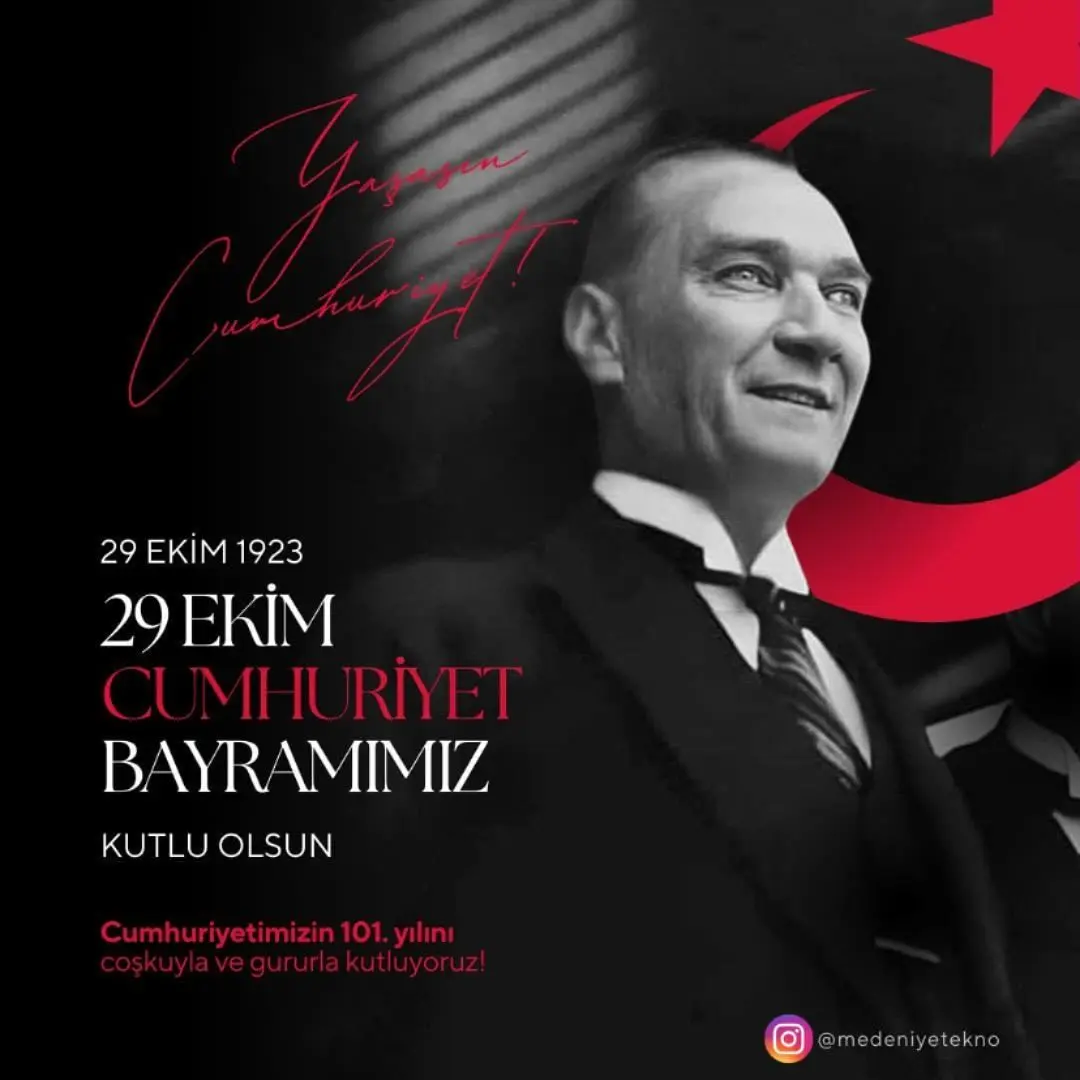 Yaşasın
Cumhuriyet!
29 EKİM 1923
29 EKİM
CUMHURİYET
BAYRAMIMIZ
KUTLU OLSUN
Cumhuriyetimizin 101. yılını
coşkuyla ve gururla kutluyoruz!
@medeniyetekno